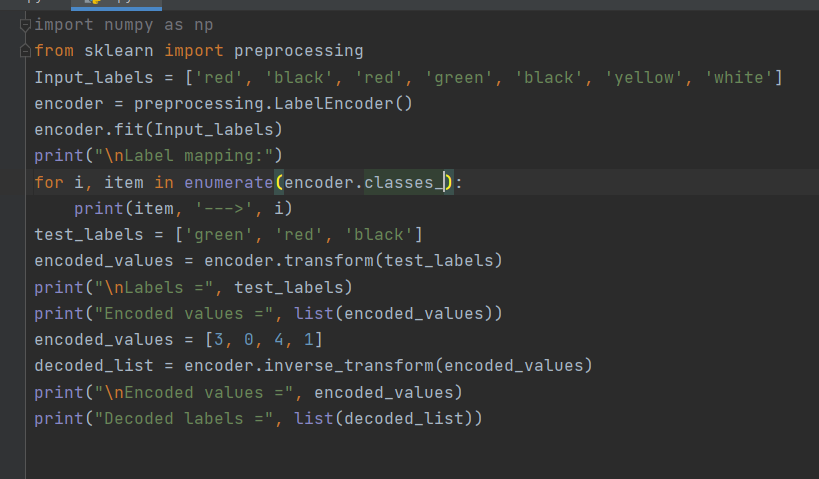 import numpy as np
from sklearn import preprocessing
Input_labels = ['red', 'black', 'red', 'green', 'black', 'yellow', 'white']
encoder = preprocessing.LabelEncoder()
encoder.fit(Input_labels)
print("\nLabel mapping:")
for i, item in enumerate(encoder.classes_):
    print(item, '--->', i)
test_labels = ['green', 'red', 'black']
encoded_values = encoder.transform(test_labels)
print("\nLabels =", test_labels)
print("Encoded values =", list(encoded_values))
encoded_values = [3, 0, 4, 1]
decoded_list = encoder.inverse_transform(encoded_values)
print("\nEncoded values =", encoded_values)
print("Decoded labels =", list(decoded_list))